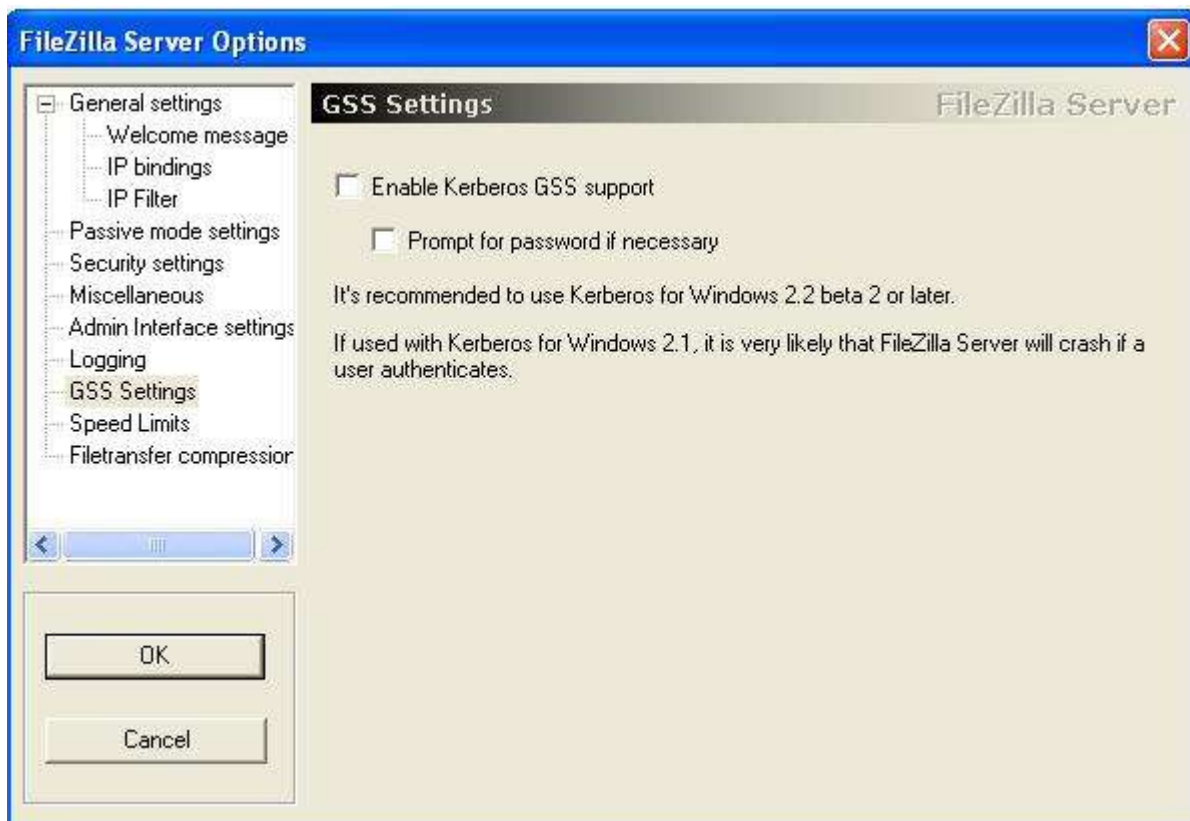 FileZilla Server Options
General settings
Welcome message
IP bindings
IP Filter
Passive mode settings
Security settings
Miscellaneous
Admin Interface settings
Logging
GSS Settings
Speed Limits
Filetransfer compression
OK
Cancel
GSS Settings
FileZilla Server
Enable Kerberos GSS support
Prompt for password if necessary
It's recommended to use Kerberos for Windows 2.2 beta 2 or later.
If used with Kerberos for Windows 2.1, it is very likely that FileZilla Server will crash if a
user authenticates.